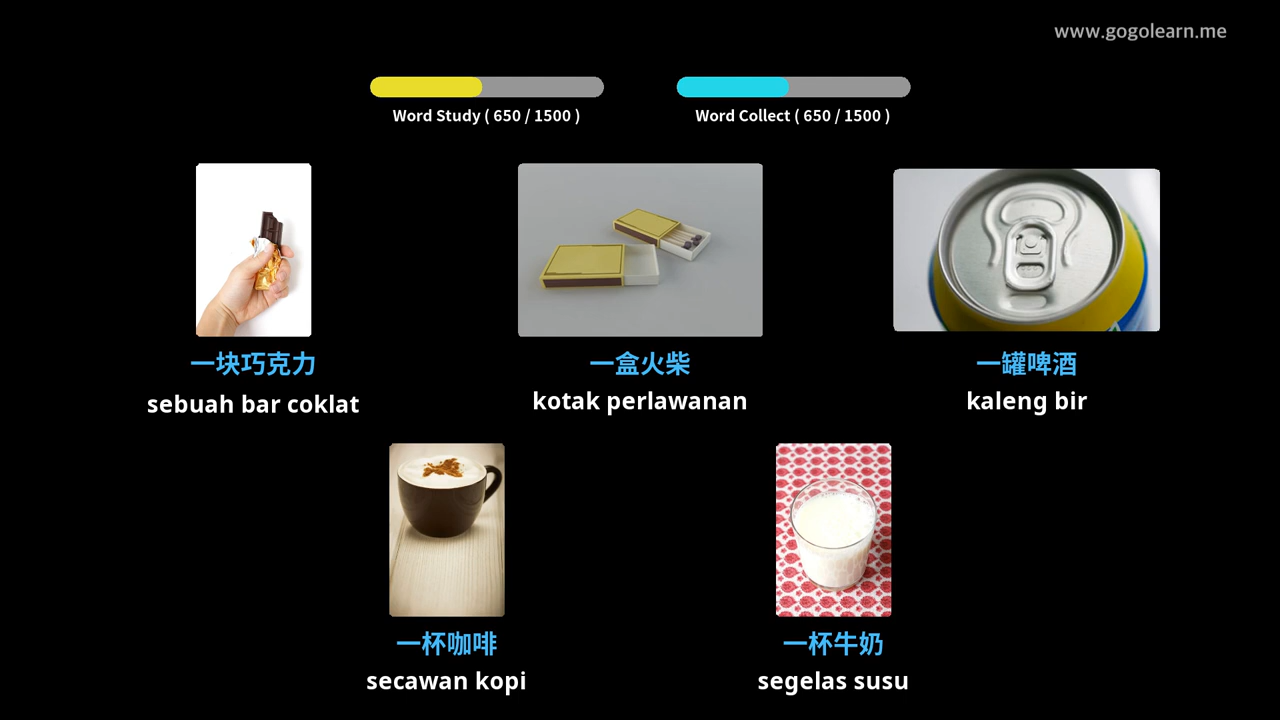 www.gogolearn.me
Word Study ( 650 / 1500 )
Word Collect ( 650 / 1500 )
一块巧克力
sebuah bar coklat
一盒火柴
kotak perlawanan
一罐啤酒
kaleng bir
一杯咖啡
secawan kopi
一杯牛奶
segelas susu